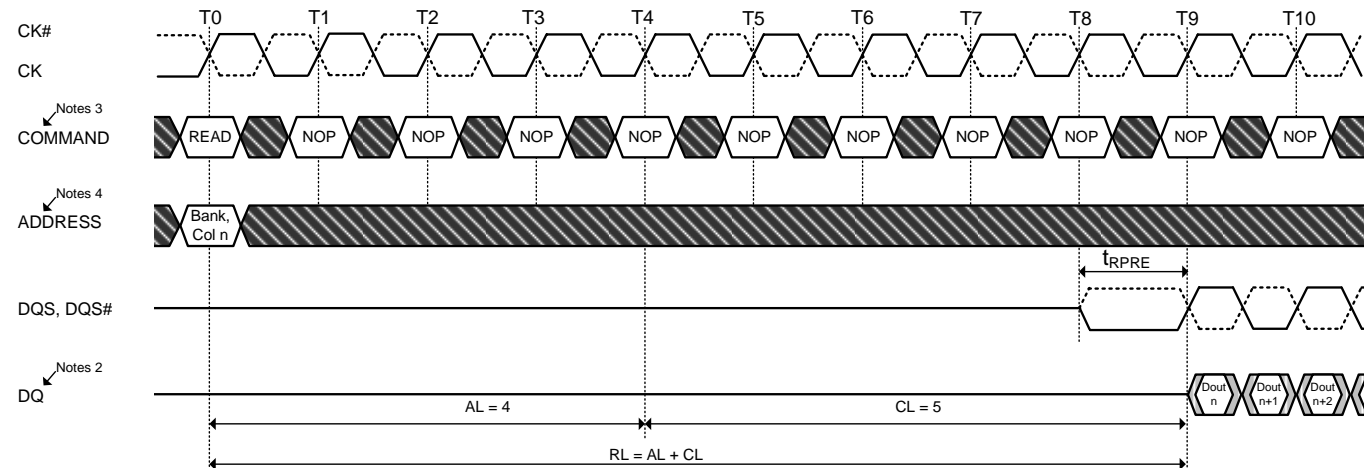 T0 T1 T2 T3 T4 T5 T6 T7 T8 T9 T10
CK#
CK
Notes 3
COMMAND
READ NOP NOP NOP NOP NOP NOP NOP NOP NOP NOP
Notes 4
ADDRESS
Bank,
Col n
tRPRE
DQS, DQS#
Notes 2
DQ
Dout
n
Dout
n+1
Dout
n+2
AL = 4
CL = 5
RL = AL + CL